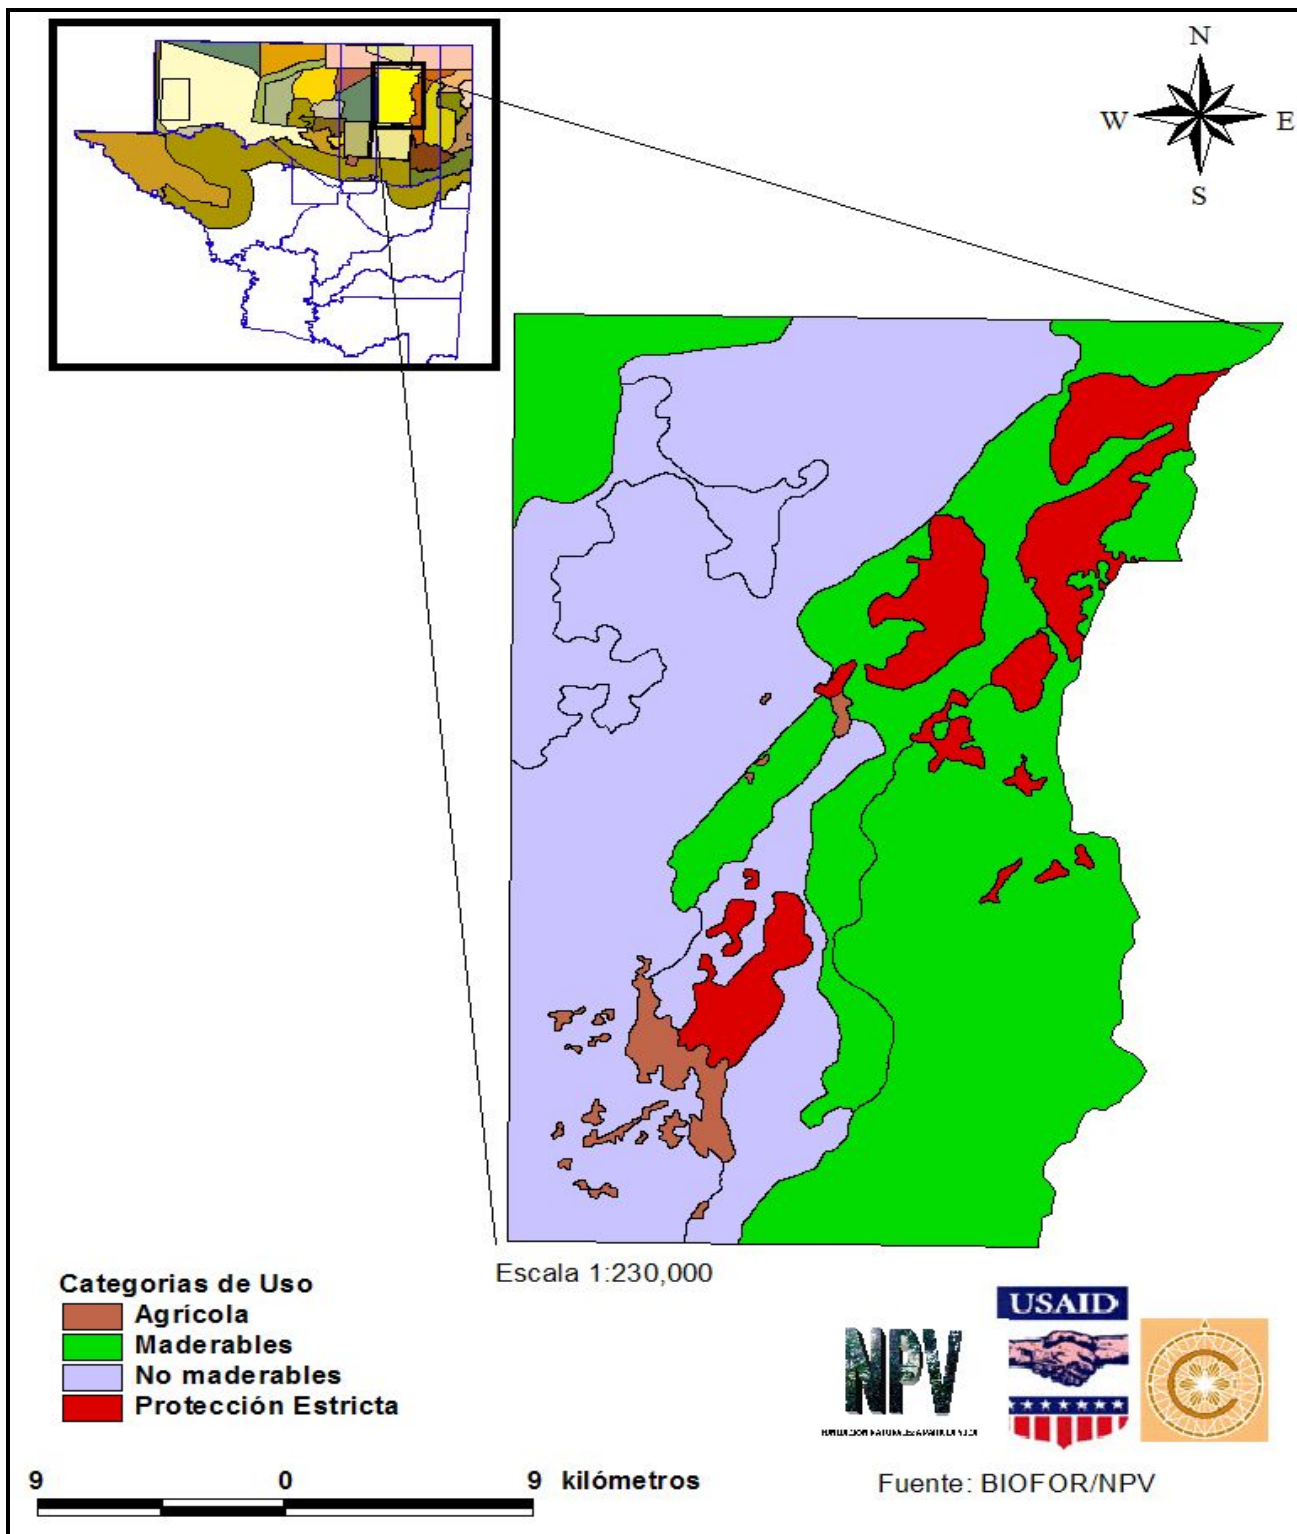 N
W E
S
Escala 1:230,000
Categorias de Uso
Agrícola
Maderables
No maderables
Protección Estricta
USAID
NPV
9 0 9 kilómetros
Fuente: BIOFOR/NPV